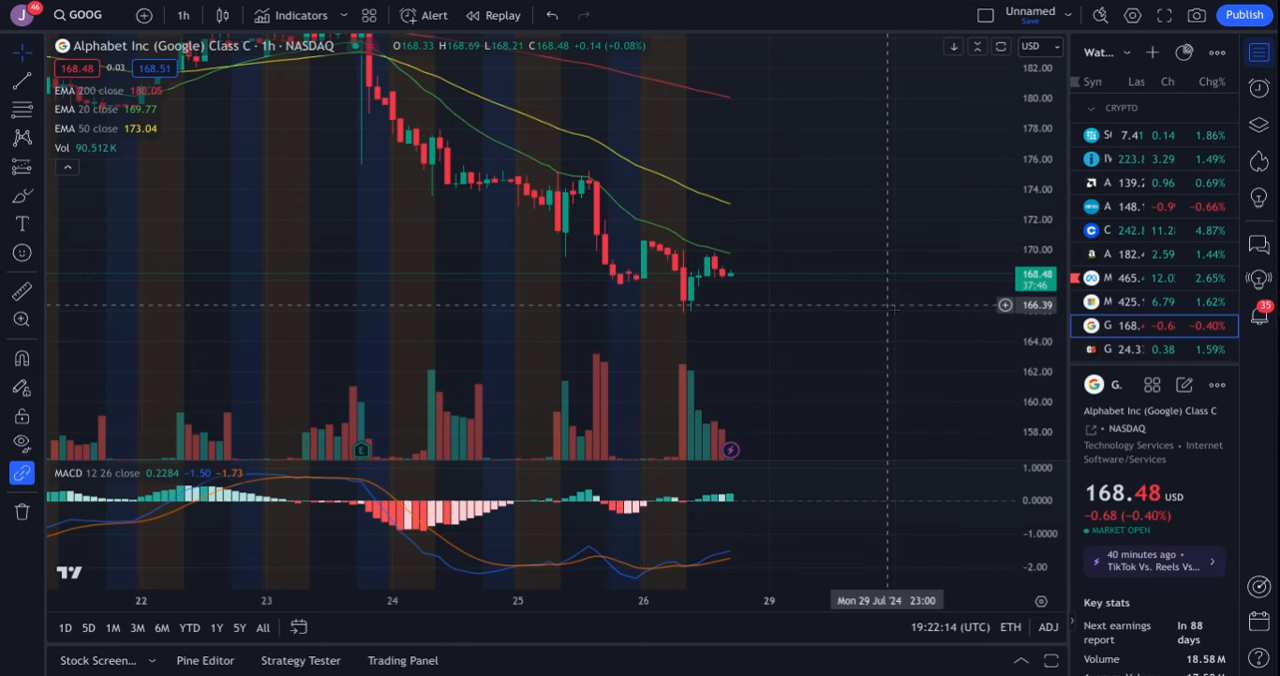 J 46 GOOG 1h Indicators Alert Replay Unnamed Save Publish
Alphabet Inc (Google) Class C · 1h · NASDAQ O168.33 H168.69 L168.21 C168.48 +0.14 (+0.08%) USD
168.48 0.03 168.51
EMA 200 close 180.05
EMA 20 close 169.77
EMA 50 close 173.04
Vol 90.512 K
182.00
180.00
178.00
176.00
174.00
172.00
170.00
168.48
37:46
166.39
164.00
162.00
160.00
158.00
E
MACD 12 26 close 0.2284 −1.50 −1.73
1.0000
0.0000
−1.0000
−2.00
22 23 24 25 26 29 Mon 29 Jul '24 23:00
1D 5D 1M 3M 6M YTD 1Y 5Y All 19:22:14 (UTC) ETH ADJ
Stock Screen... Pine Editor Strategy Tester Trading Panel
Wat...
Syn Las Ch Chg%
CRYPTO
7.41 0.14 1.86%
223.8 3.29 1.49%
A 139.2 0.96 0.69%
A 148.1 −0.9 −0.66%
C 242.8 11.2 4.87%
A 182.4 2.59 1.44%
M 465.4 12.0 2.65%
M 425.1 6.79 1.62%
G 168.4 −0.6 −0.40%
G 24.3 0.38 1.59%
G.
Alphabet Inc (Google) Class C
• NASDAQ
Technology Services • Internet
Software/Services
168.48 USD
−0.68 (−0.40%)
MARKET OPEN
40 minutes ago •
TikTok Vs. Reels Vs...
Key stats
Next earnings report In 88 days
Volume 18.58M
35